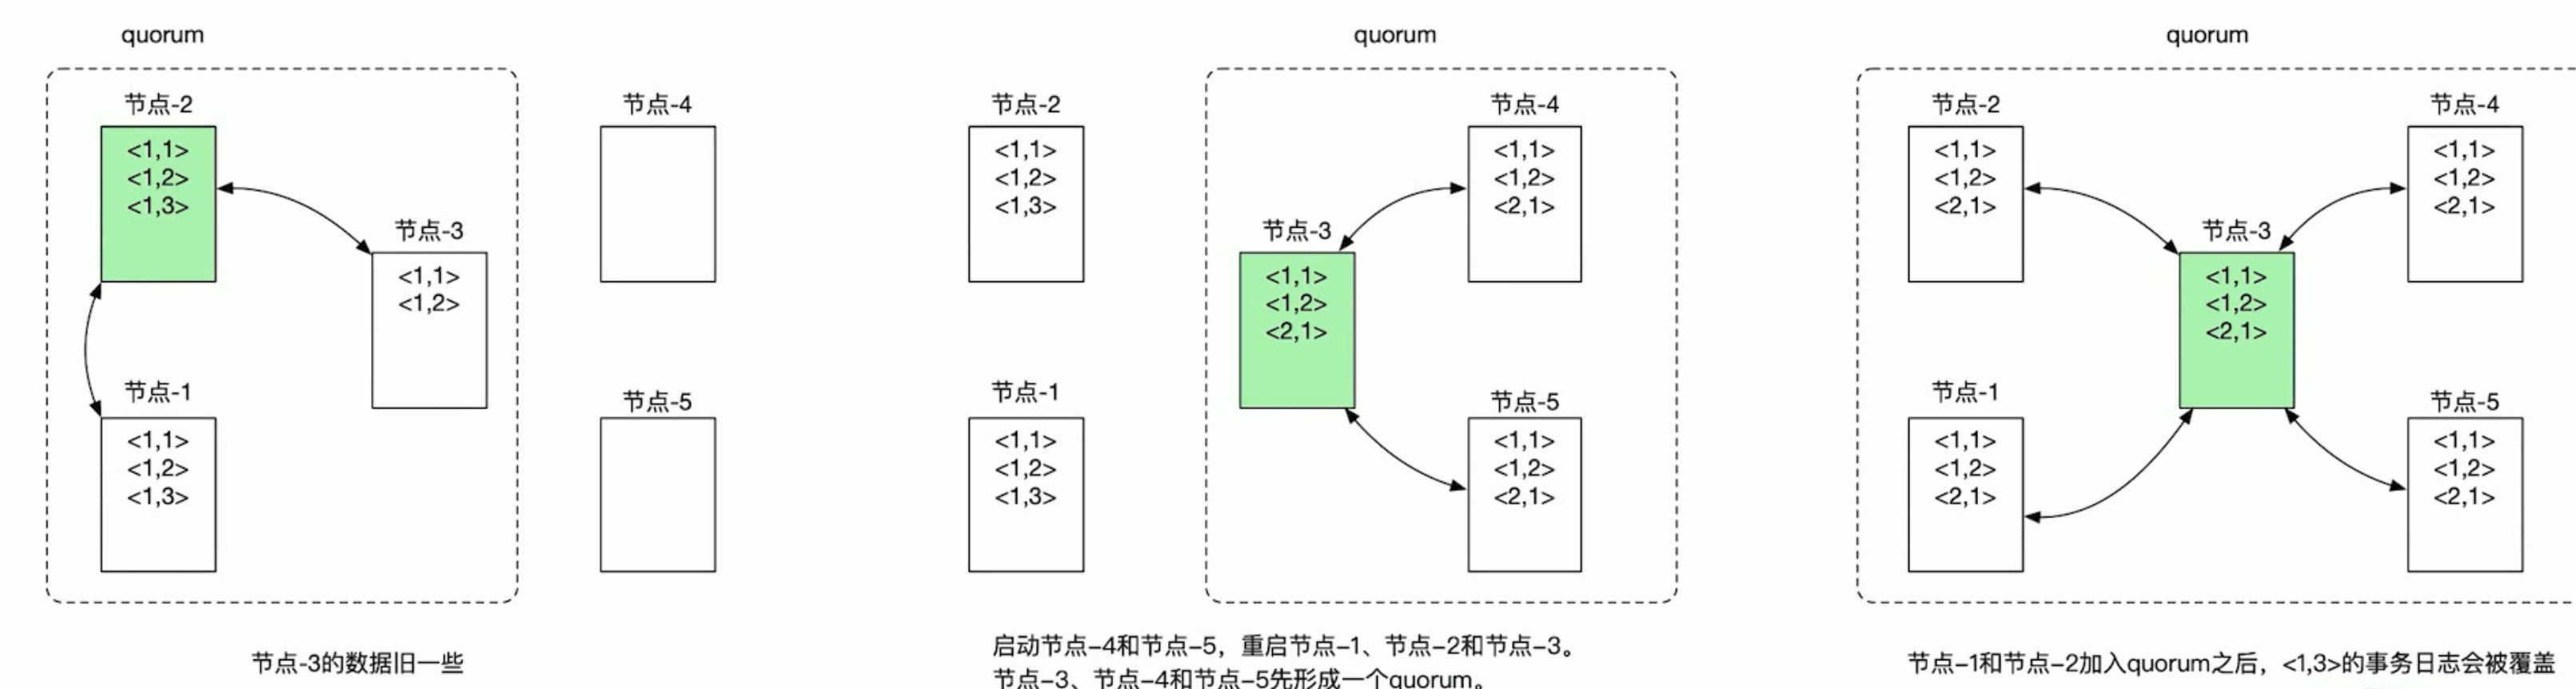 quorum
节点-2
<1,1>
<1,2>
<1,3>
节点-3
<1,1>
<1,2>
节点-1
<1,1>
<1,2>
<1,3>
节点-4
节点-5
节点-3的数据旧一些
quorum
节点-2
<1,1>
<1,2>
<1,3>
节点-1
<1,1>
<1,2>
<1,3>
节点-4
<1,1>
<1,2>
<2,1>
节点-3
<1,1>
<1,2>
<2,1>
节点-5
<1,1>
<1,2>
<2,1>
启动节点-4和节点-5，重启节点-1、节点-2和节点-3。
节点-3、节点-4和节点-5先形成一个quorum。
quorum
节点-2
<1,1>
<1,2>
<2,1>
节点-4
<1,1>
<1,2>
<2,1>
节点-3
<1,1>
<1,2>
<2,1>
节点-1
<1,1>
<1,2>
<2,1>
节点-5
<1,1>
<1,2>
<2,1>
节点-1和节点-2加入quorum之后，<1,3>的事务日志会被覆盖